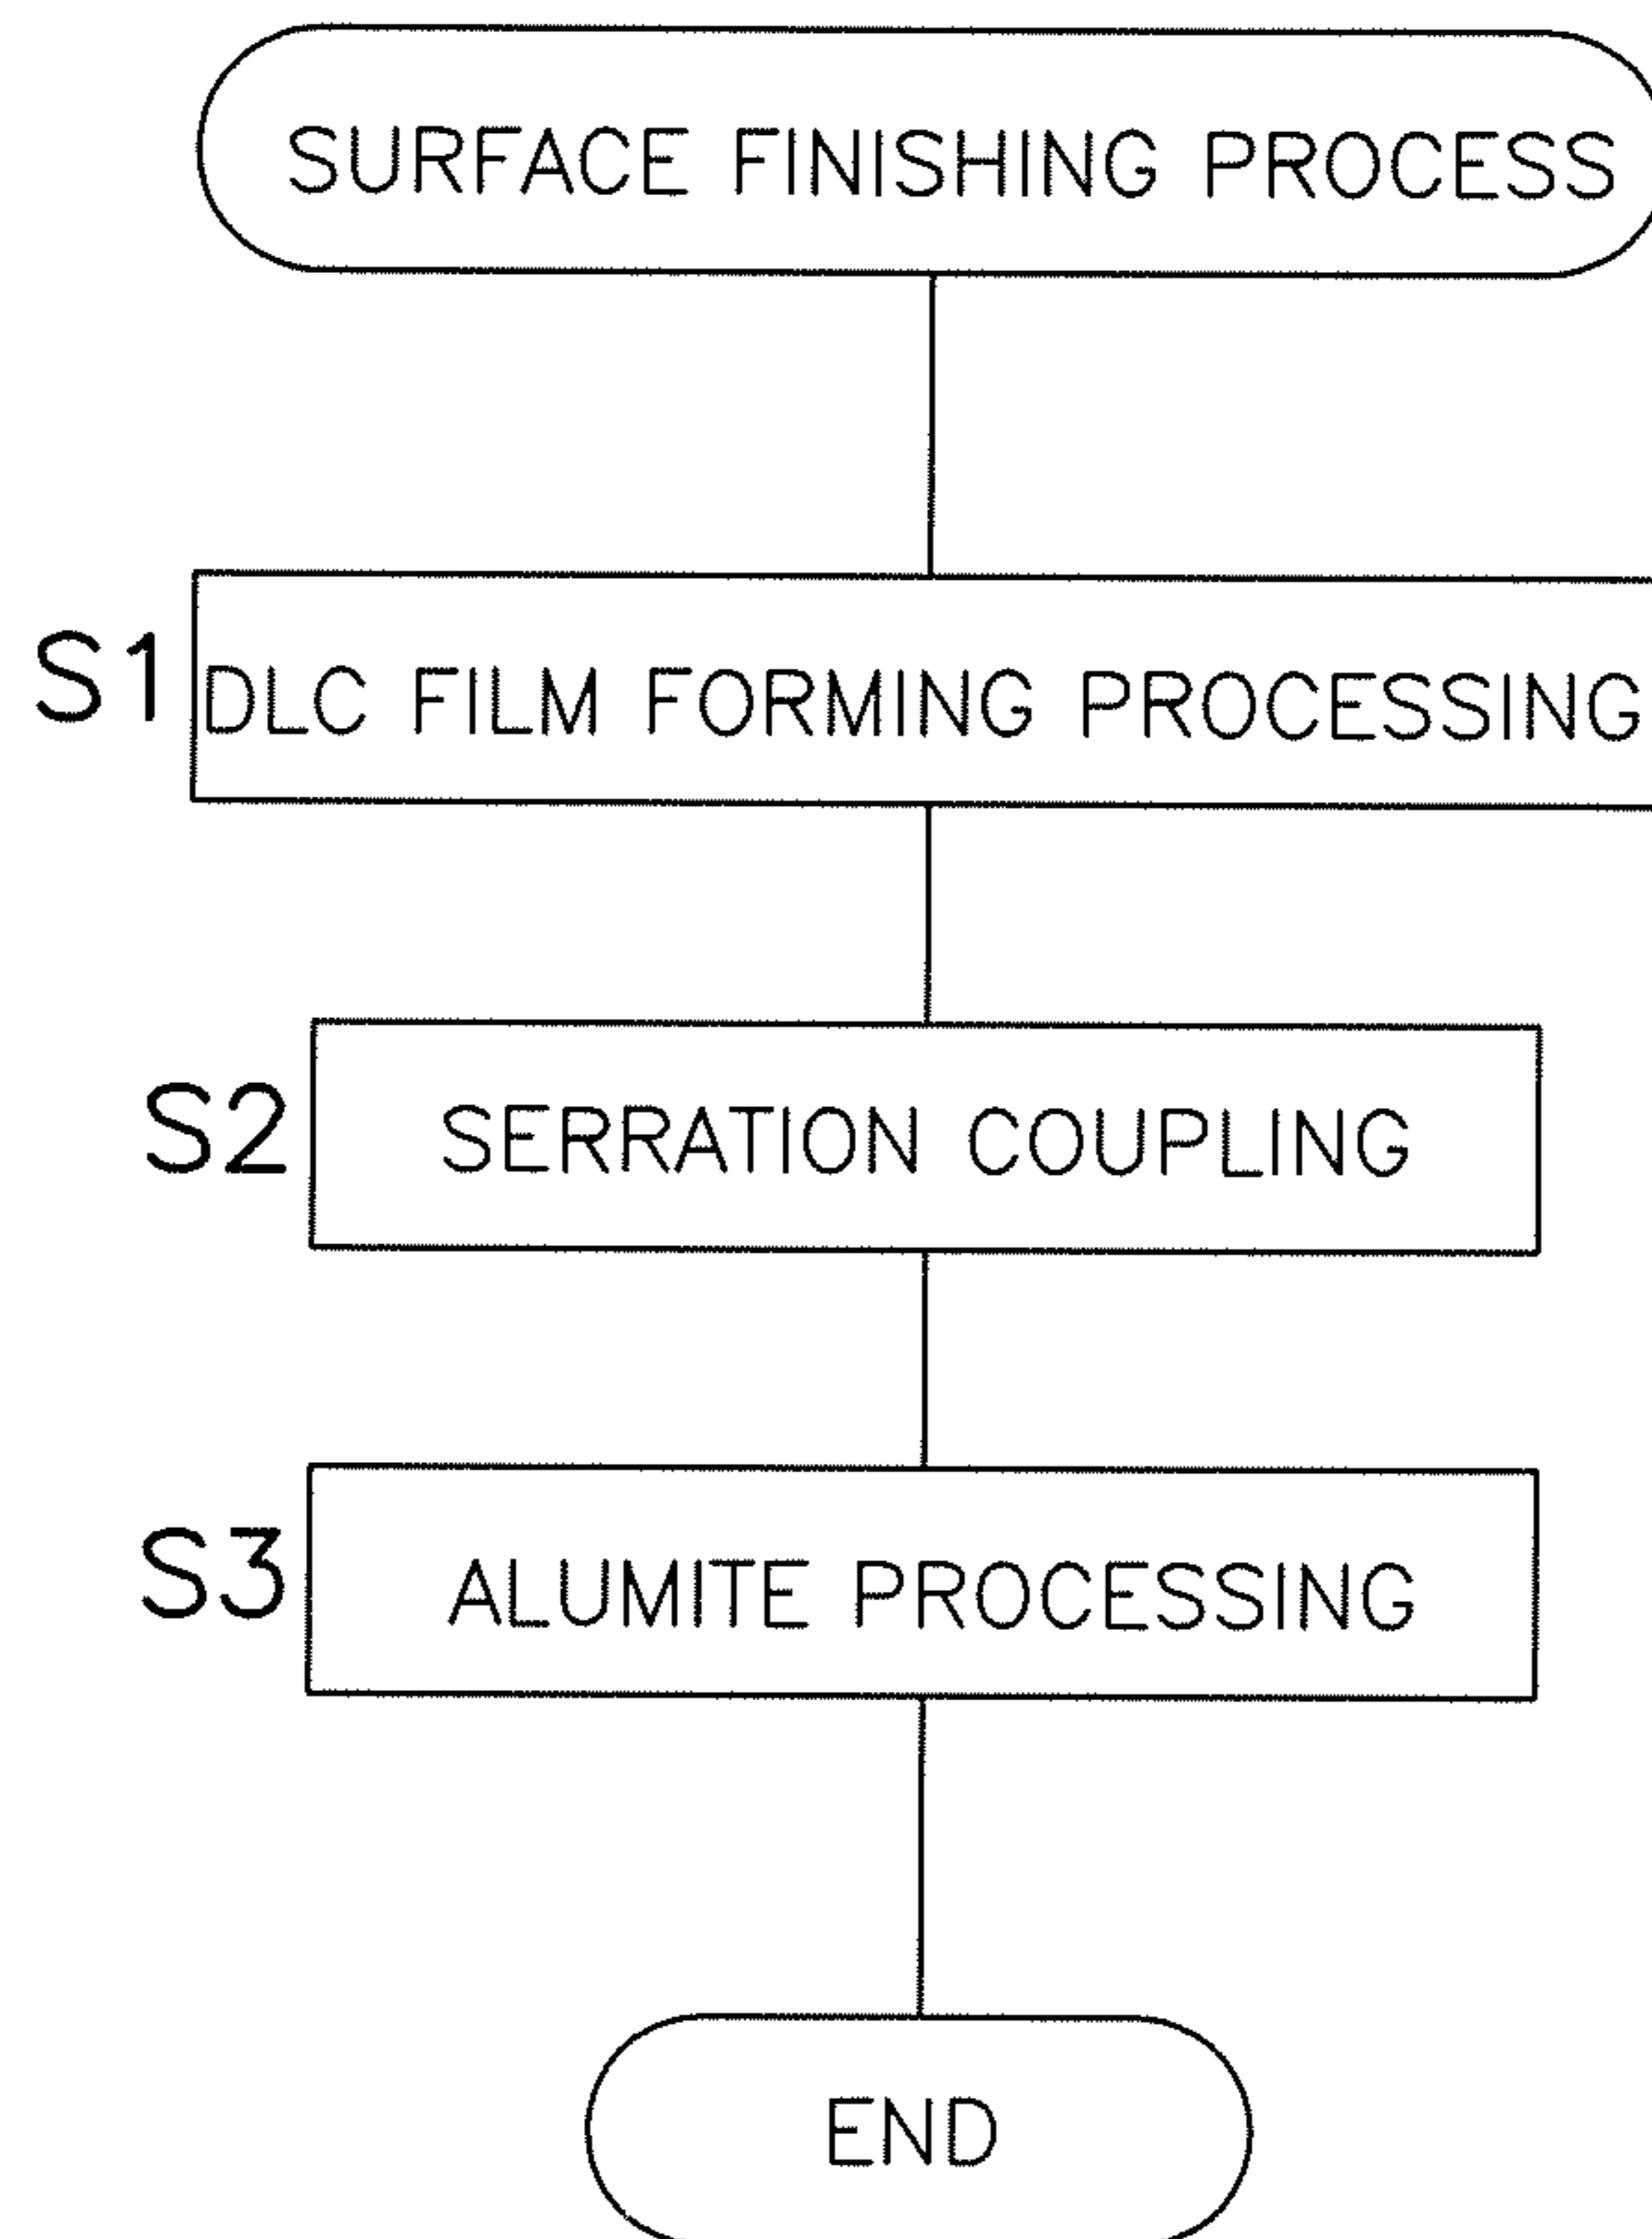 SURFACE FINISHING PROCESS
S1 DLC FILM FORMING PROCESSING
S2 SERRATION COUPLING
S3 ALUMITE PROCESSING
END